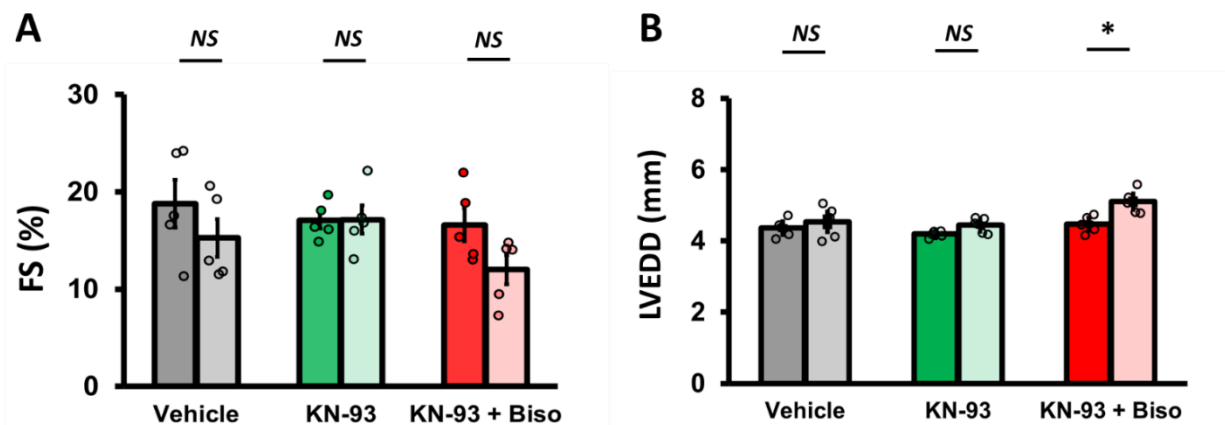 A
NS
NS
NS
FS (%)
30
20
10
0
Vehicle
KN-93
KN-93 + Biso
B
NS
NS
*
LVEDD (mm)
8
6
4
2
0
Vehicle
KN-93
KN-93 + Biso